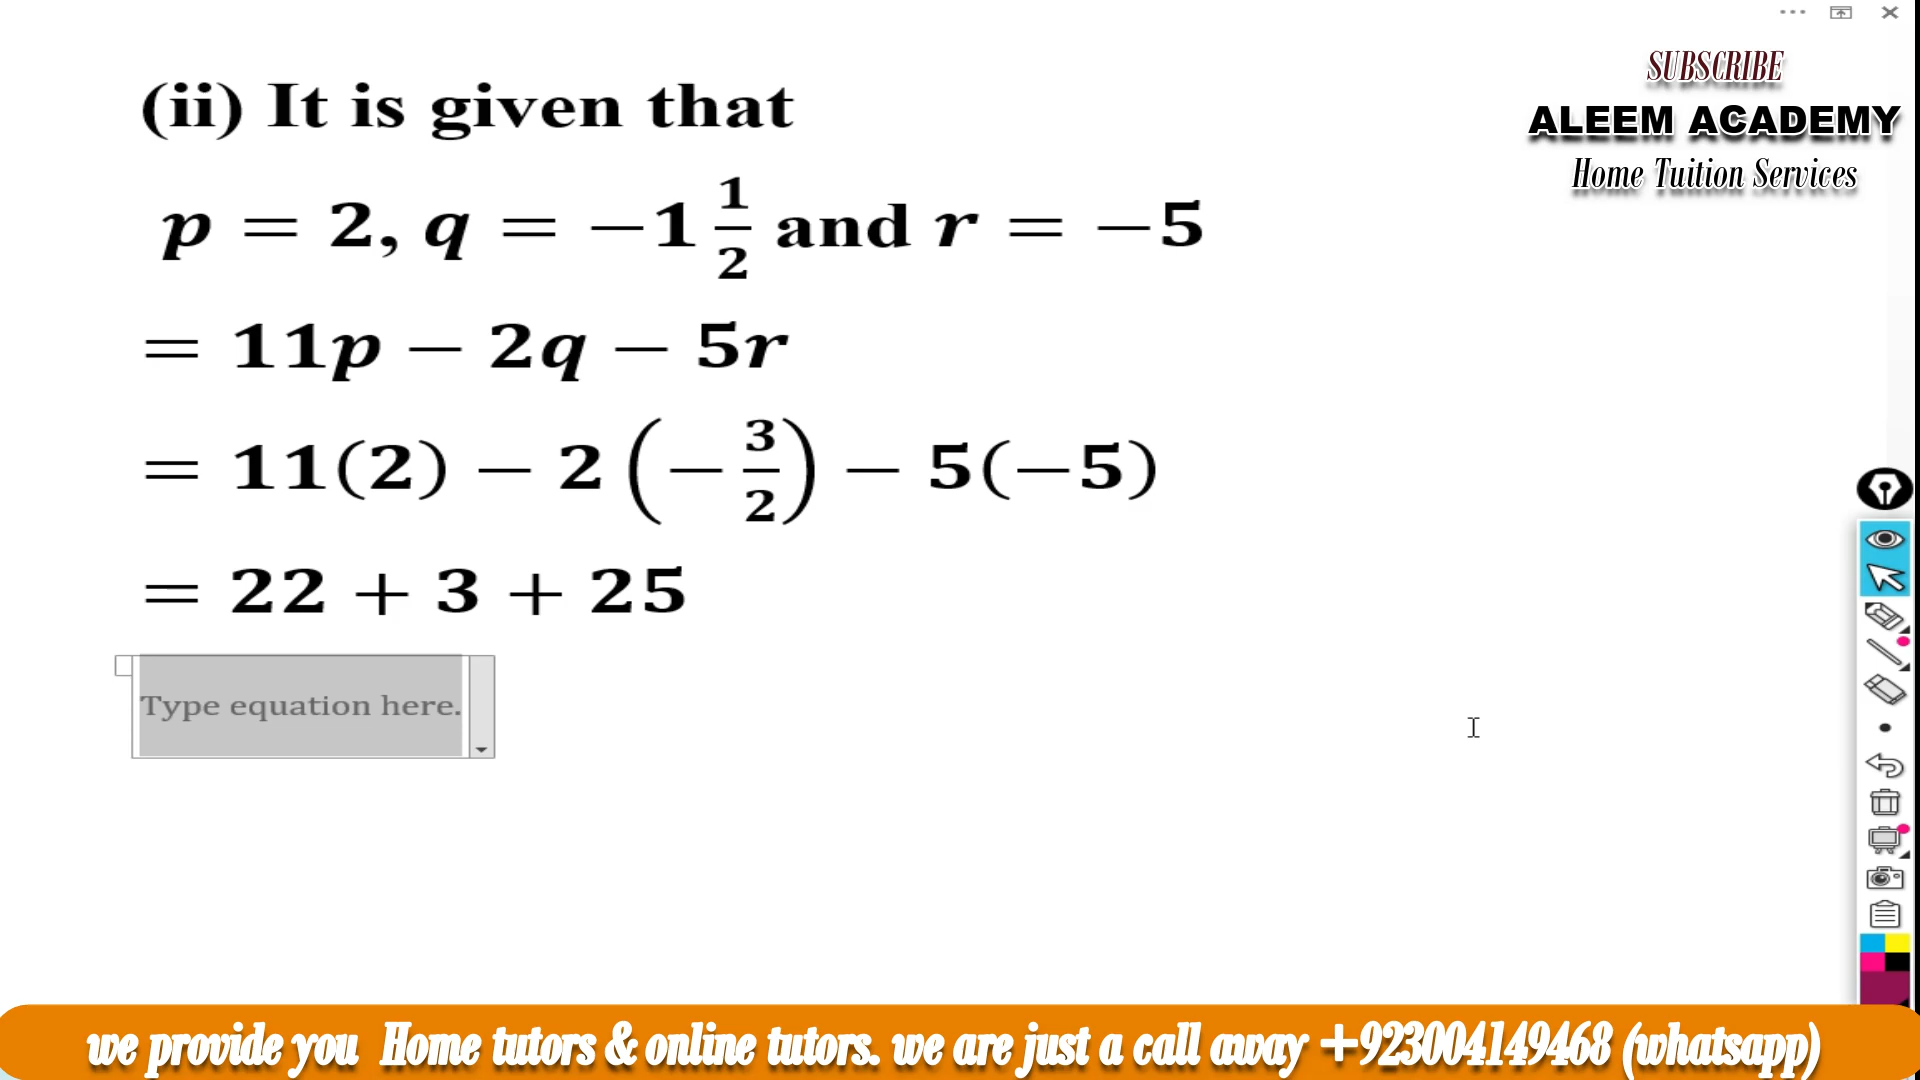 SUBSCRIBE
ALEEM ACADEMY
Home Tuition Services
(ii) It is given that
p = 2, q = −1 1/2 and r = −5
= 11p − 2q − 5r
= 11(2) − 2(−3/2) − 5(−5)
= 22 + 3 + 25
Type equation here.
we provide you Home tutors & online tutors. we are just a call away +923004149468 (whatsapp)